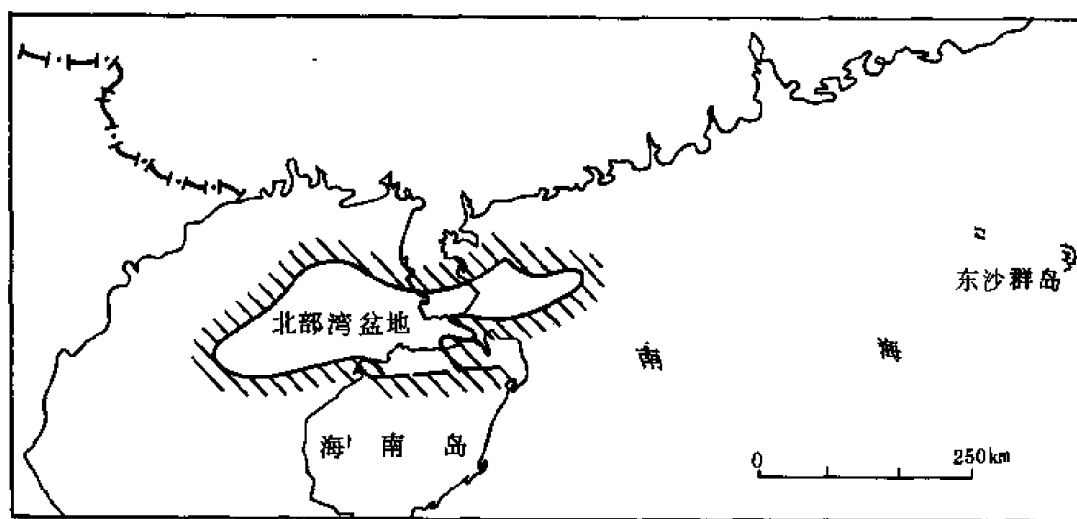 东沙群岛
北部湾盆地
南 海
海 南 岛
0 250km